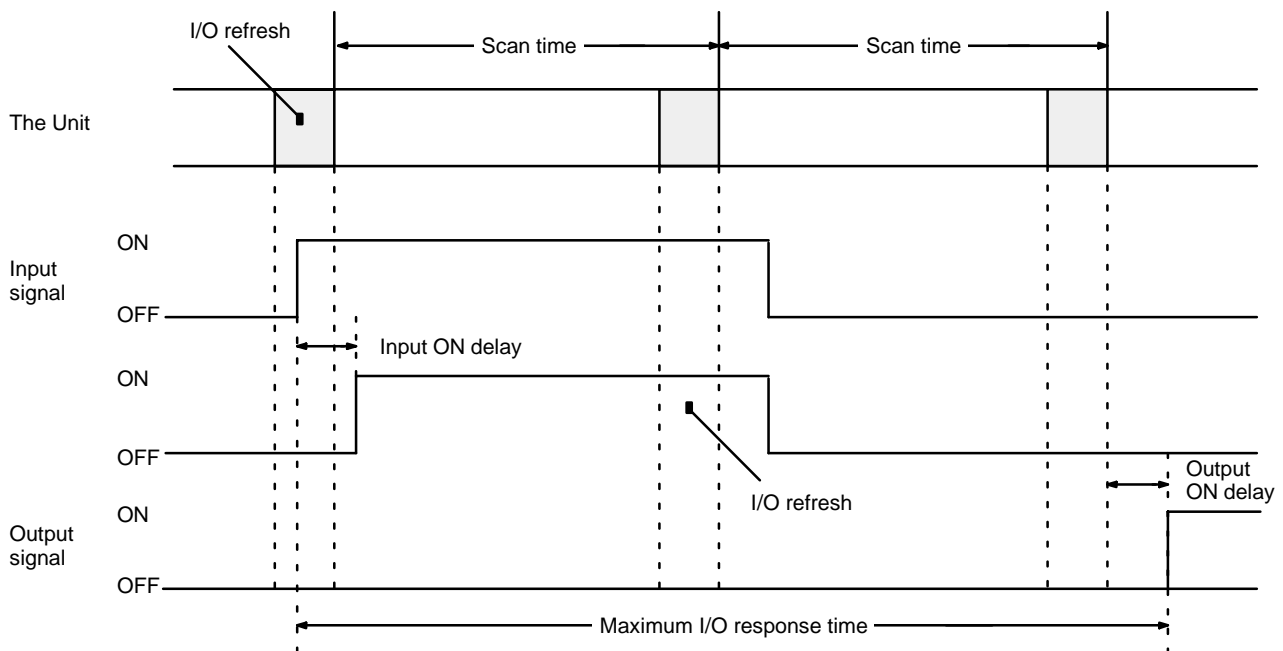 I/O refresh
Scan time
Scan time
The Unit
ON
Input
signal
OFF
Input ON delay
ON
OFF
I/O refresh
Output
ON delay
ON
Output
signal
OFF
Maximum I/O response time